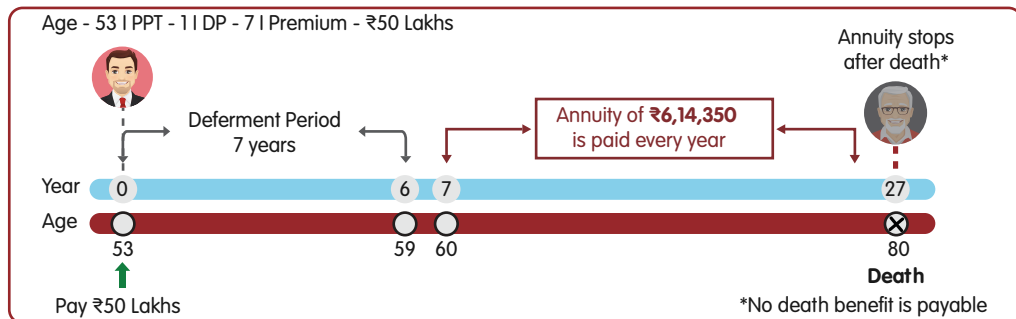 Age - 53 I PPT - 1 I DP - 7 I Premium - ₹50 Lakhs
Annuity stops
after death*
Deferment Period
7 years
Annuity of ₹6,14,350
is paid every year
Year 0 6 7 27
Age
53 59 60 80
Pay ₹50 Lakhs
Death
*No death benefit is payable